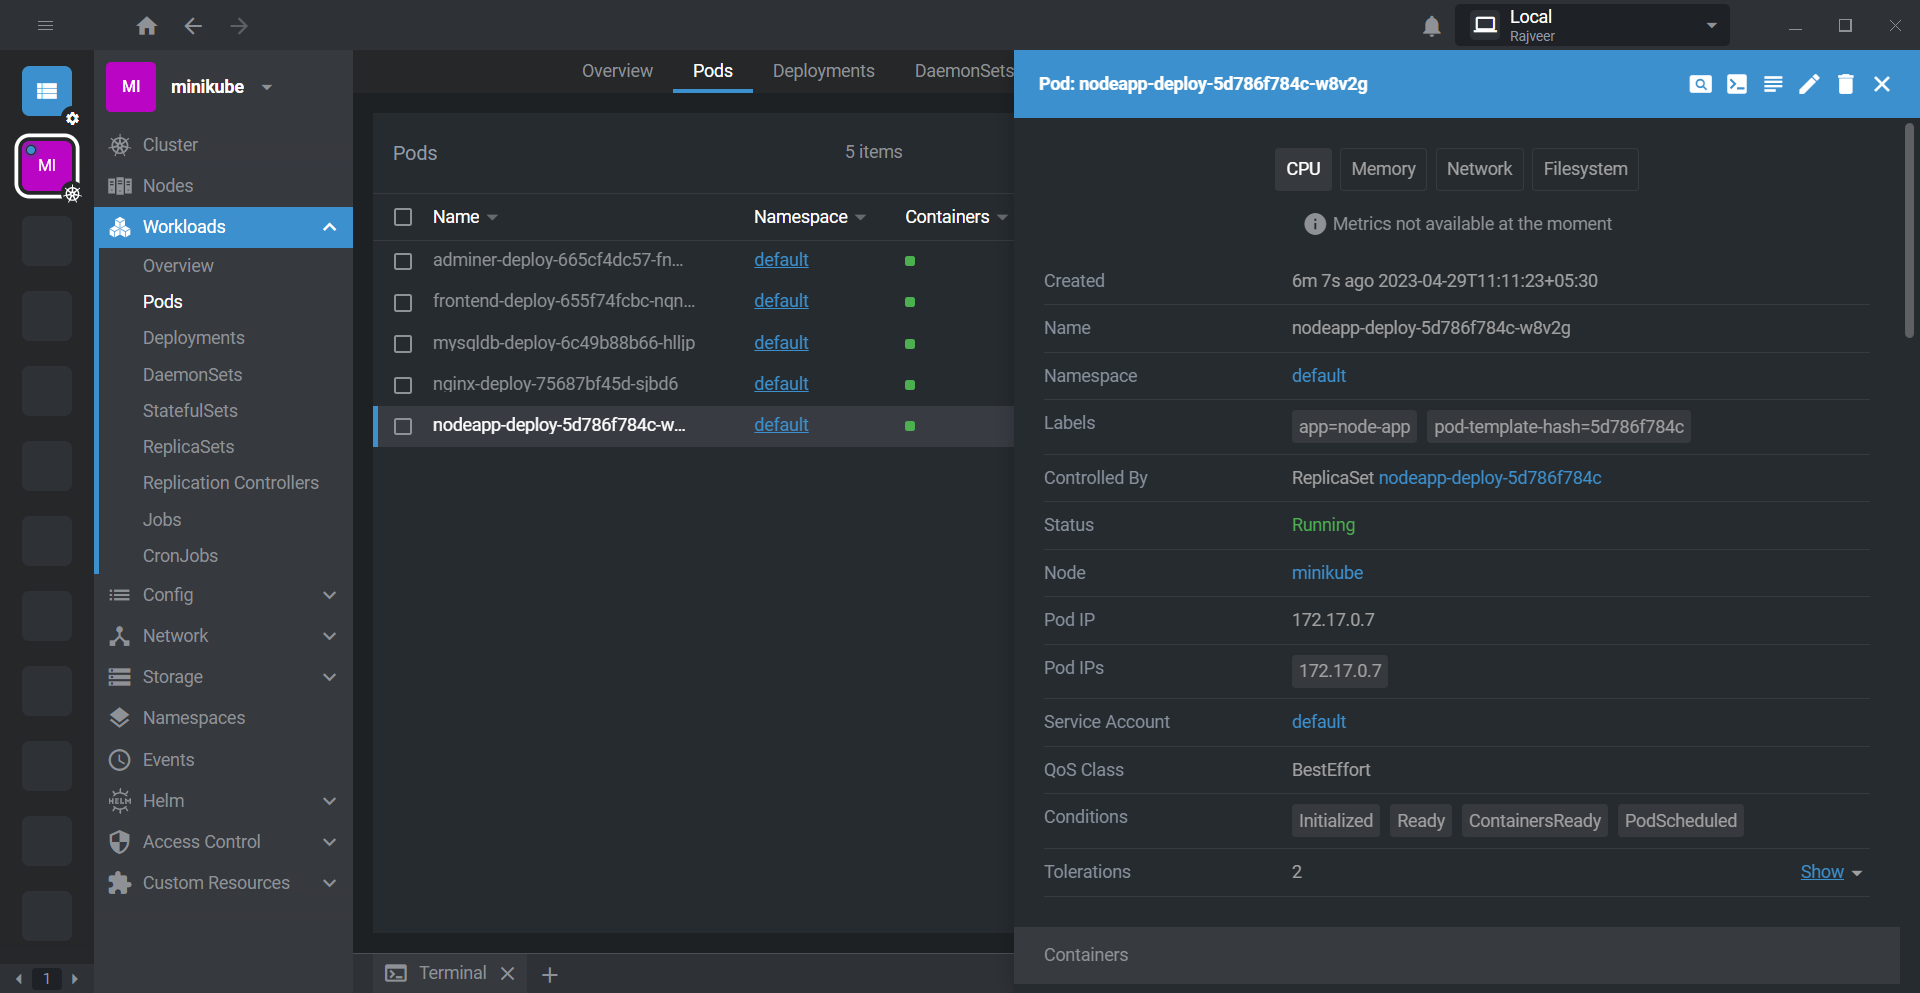 Local
Rajveer
MI
MI
minikube
Cluster
Nodes
Workloads
Overview
Pods
Deployments
DaemonSets
StatefulSets
ReplicaSets
Replication Controllers
Jobs
CronJobs
Config
Network
Storage
Namespaces
Events
HELM
Helm
Access Control
Custom Resources
1
Overview Pods Deployments DaemonSets
Pods 5 items
Name Namespace Containers
adminer-deploy-665cf4dc57-fn... default
frontend-deploy-655f74fcbc-nqn... default
mysqldb-deploy-6c49b88b66-hlljp default
nginx-deploy-75687bf45d-sjbd6 default
nodeapp-deploy-5d786f784c-w... default
Terminal
Pod: nodeapp-deploy-5d786f784c-w8v2g
CPU Memory Network Filesystem
Metrics not available at the moment
Created 6m 7s ago 2023-04-29T11:11:23+05:30
Name nodeapp-deploy-5d786f784c-w8v2g
Namespace default
Labels app=node-app pod-template-hash=5d786f784c
Controlled By ReplicaSet nodeapp-deploy-5d786f784c
Status Running
Node minikube
Pod IP 172.17.0.7
Pod IPs 172.17.0.7
Service Account default
QoS Class BestEffort
Conditions Initialized Ready ContainersReady PodScheduled
Tolerations 2 Show
Containers